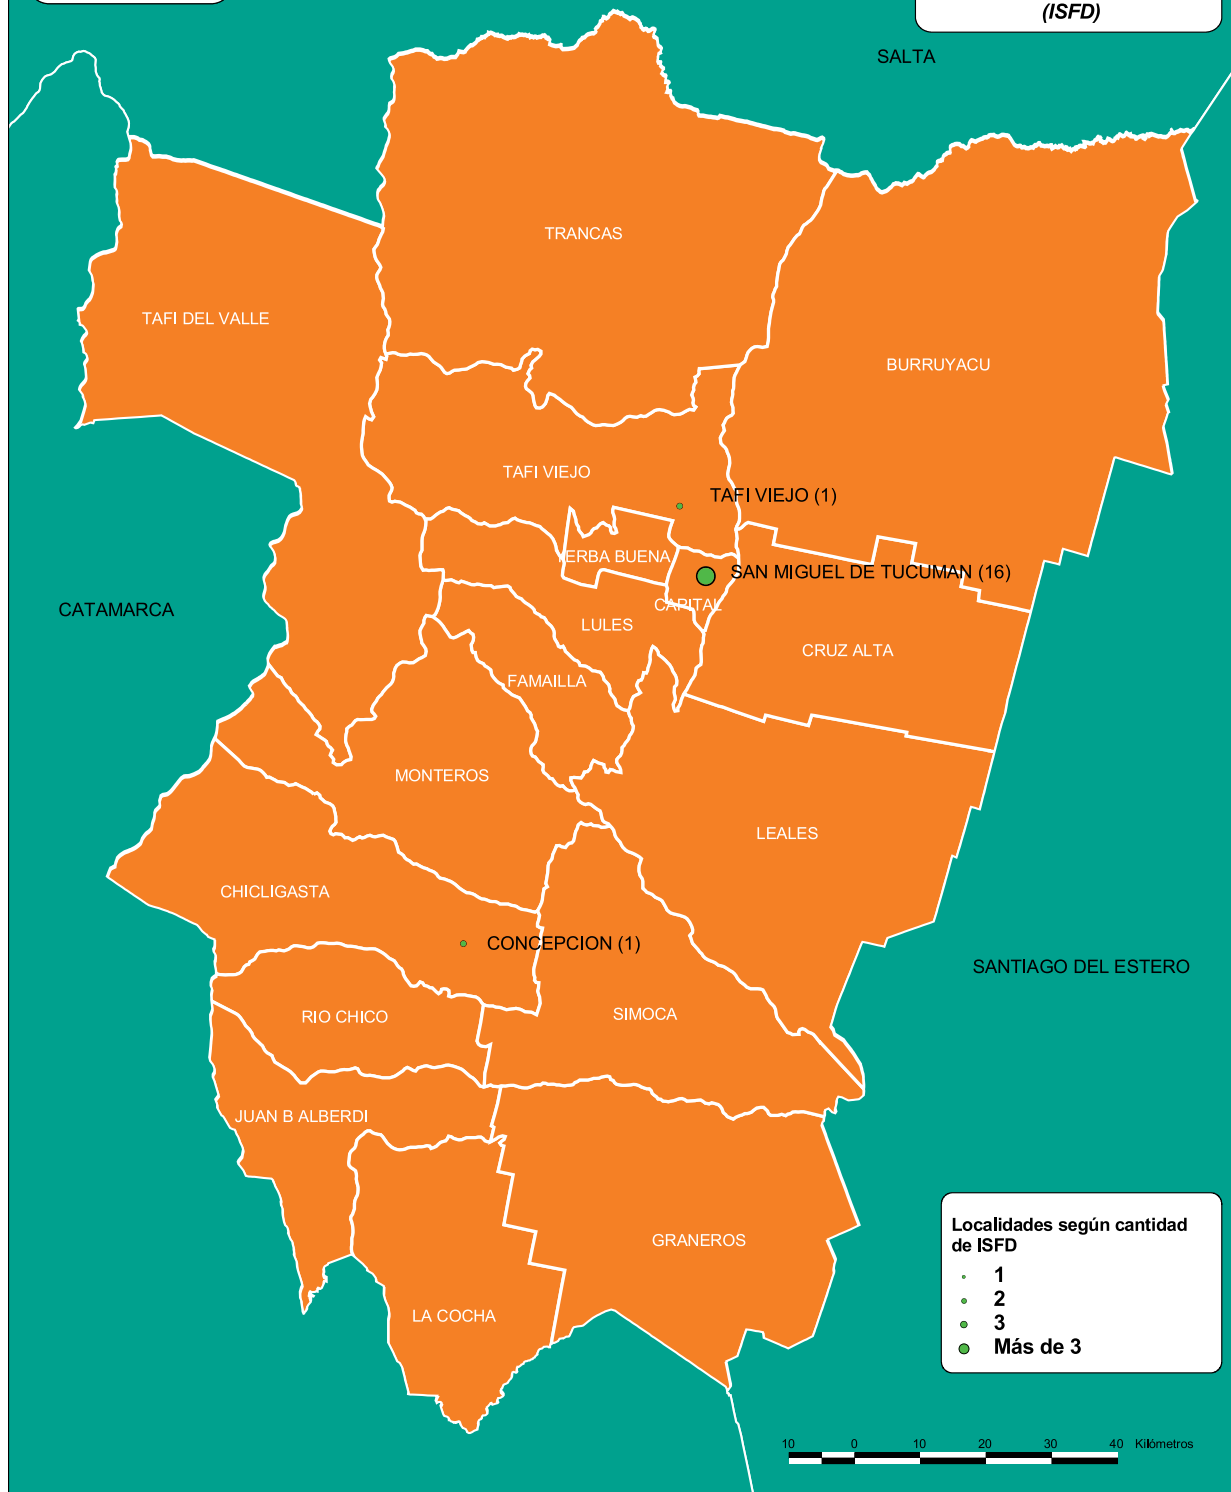 (ISFD)
SALTA
TRANCAS
TAFI DEL VALLE
BURRUYACU
TAFI VIEJO
TAFI VIEJO (1)
YERBA BUENA
SAN MIGUEL DE TUCUMAN (16)
CAPITAL
CATAMARCA
LULES
CRUZ ALTA
FAMAILLA
MONTEROS
LEALES
CHICLIGASTA
CONCEPCION (1)
SANTIAGO DEL ESTERO
RIO CHICO
SIMOCA
JUAN B ALBERDI
GRANEROS
LA COCHA
Localidades según cantidad
de ISFD
1
2
3
Más de 3
10 0 10 20 30 40 Kilómetros